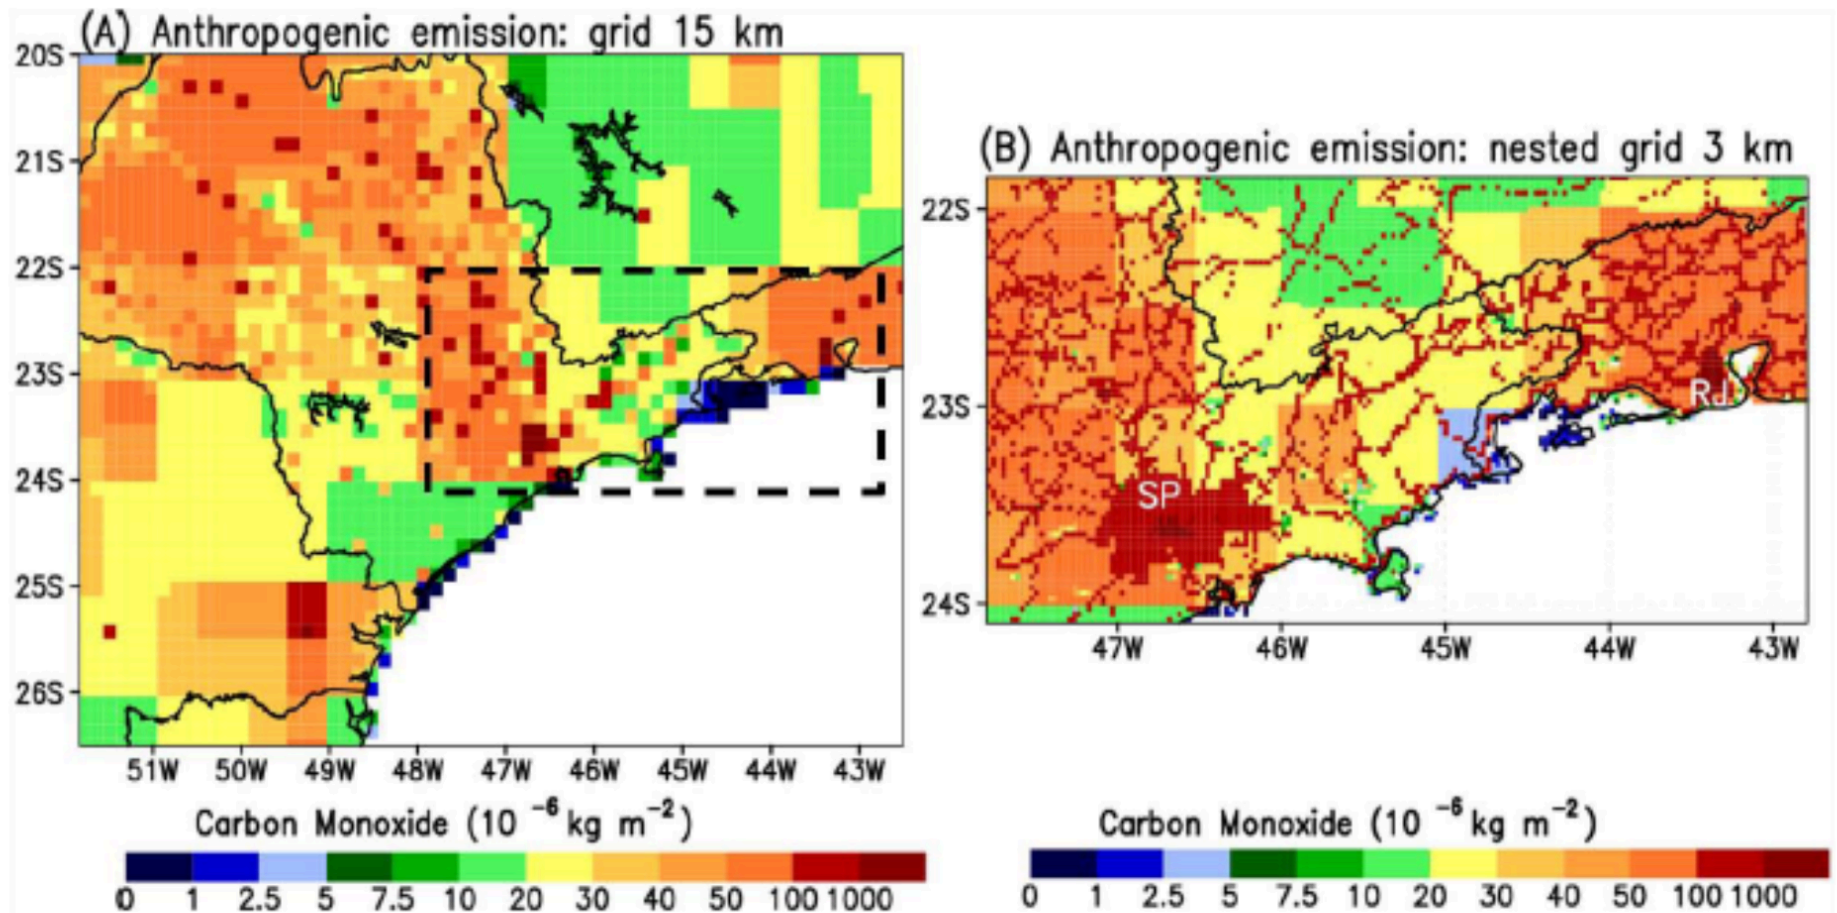 (A) Anthropogenic emission: grid 15 km
20S
21S
22S
23S
24S
25S
26S
51W 50W 49W 48W 47W 46W 45W 44W 43W
Carbon Monoxide (10 ⁻⁶ kg m⁻²)
0 1 2.5 5 7.5 10 20 30 40 50 100 1000
(B) Anthropogenic emission: nested grid 3 km
22S
23S
24S
RJ
SP
47W 46W 45W 44W 43W
Carbon Monoxide (10 ⁻⁶ kg m⁻²)
0 1 2.5 5 7.5 10 20 30 40 50 100 1000